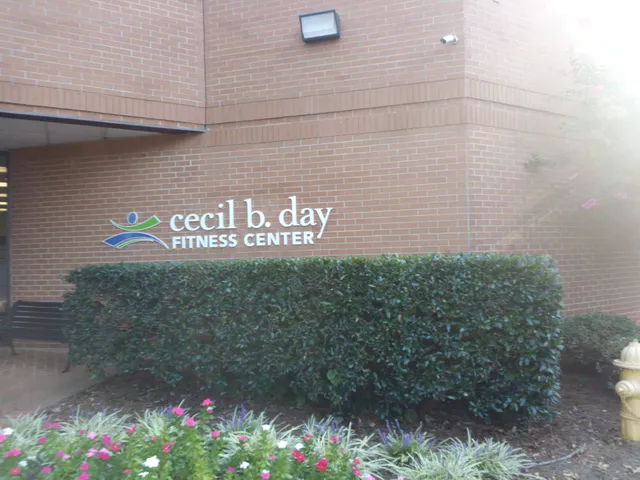 cecil b. day
FITNESS CENTER